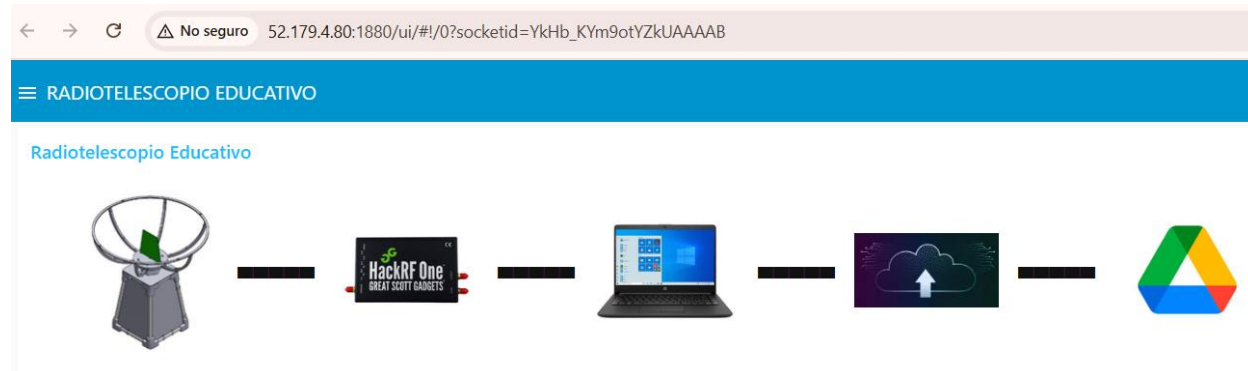 No seguro 52.179.4.80:1880/ui/#!/0?socketid=YkHb_KYm9otYZkUAAAAB
RADIOTELESCOPIO EDUCATIVO
Radiotelescopio Educativo
HackRF One
GREAT SCOTT GADGETS